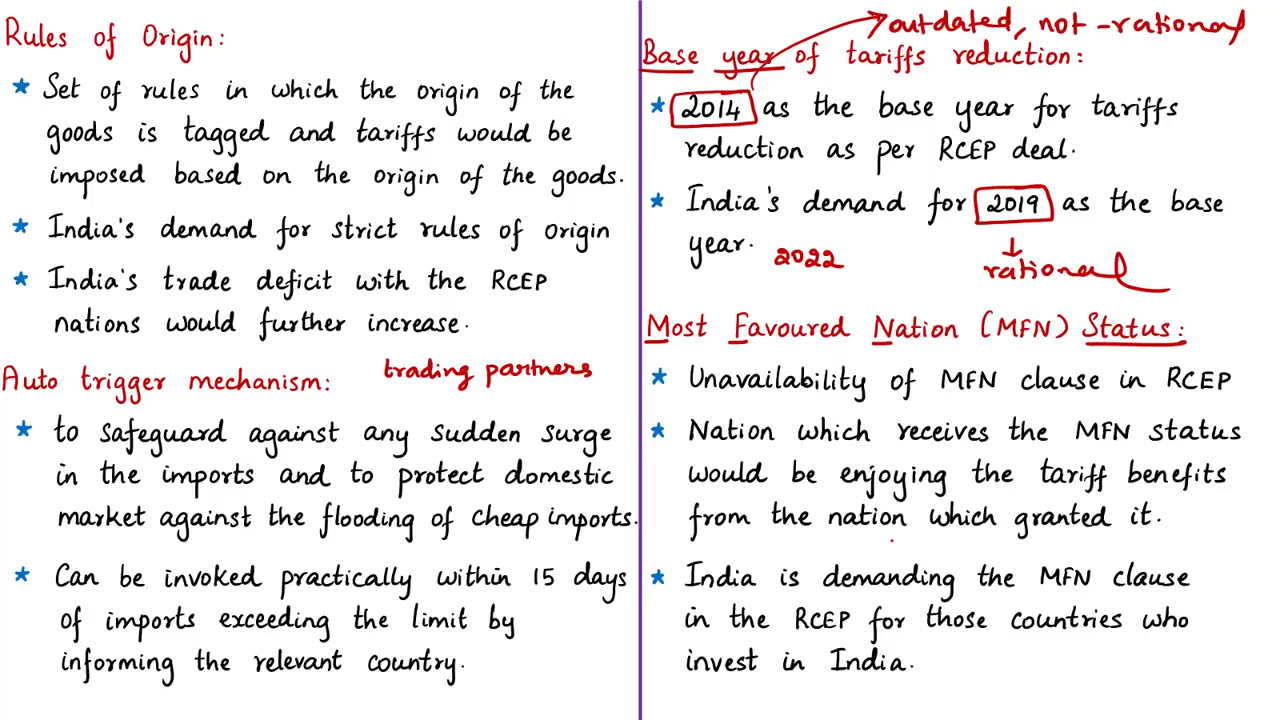 Rules of Origin:
* Set of rules in which the origin of the
goods is tagged and tariffs would be
imposed based on the origin of the goods.
* India's demand for strict rules of origin
* India's trade deficit with the RCEP
nations would further increase.
trading partners
Auto trigger mechanism:
* to safeguard against any sudden surge
in the imports and to protect domestic
market against the flooding of cheap imports.
* Can be invoked practically within 15 days
of imports exceeding the limit by
informing the relevant country.
outdated, not-rational
Base year of tariffs reduction:
* 2014 as the base year for tariffs
reduction as per RCEP deal.
* India's demand for 2019 as the base
year. 2022
rational
Most Favoured Nation (MFN) Status:
* Unavailability of MFN clause in RCEP
* Nation which receives the MFN status
would be enjoying the tariff benefits
from the nation which granted it.
* India is demanding the MFN clause
in the RCEP for those countries who
invest in India.